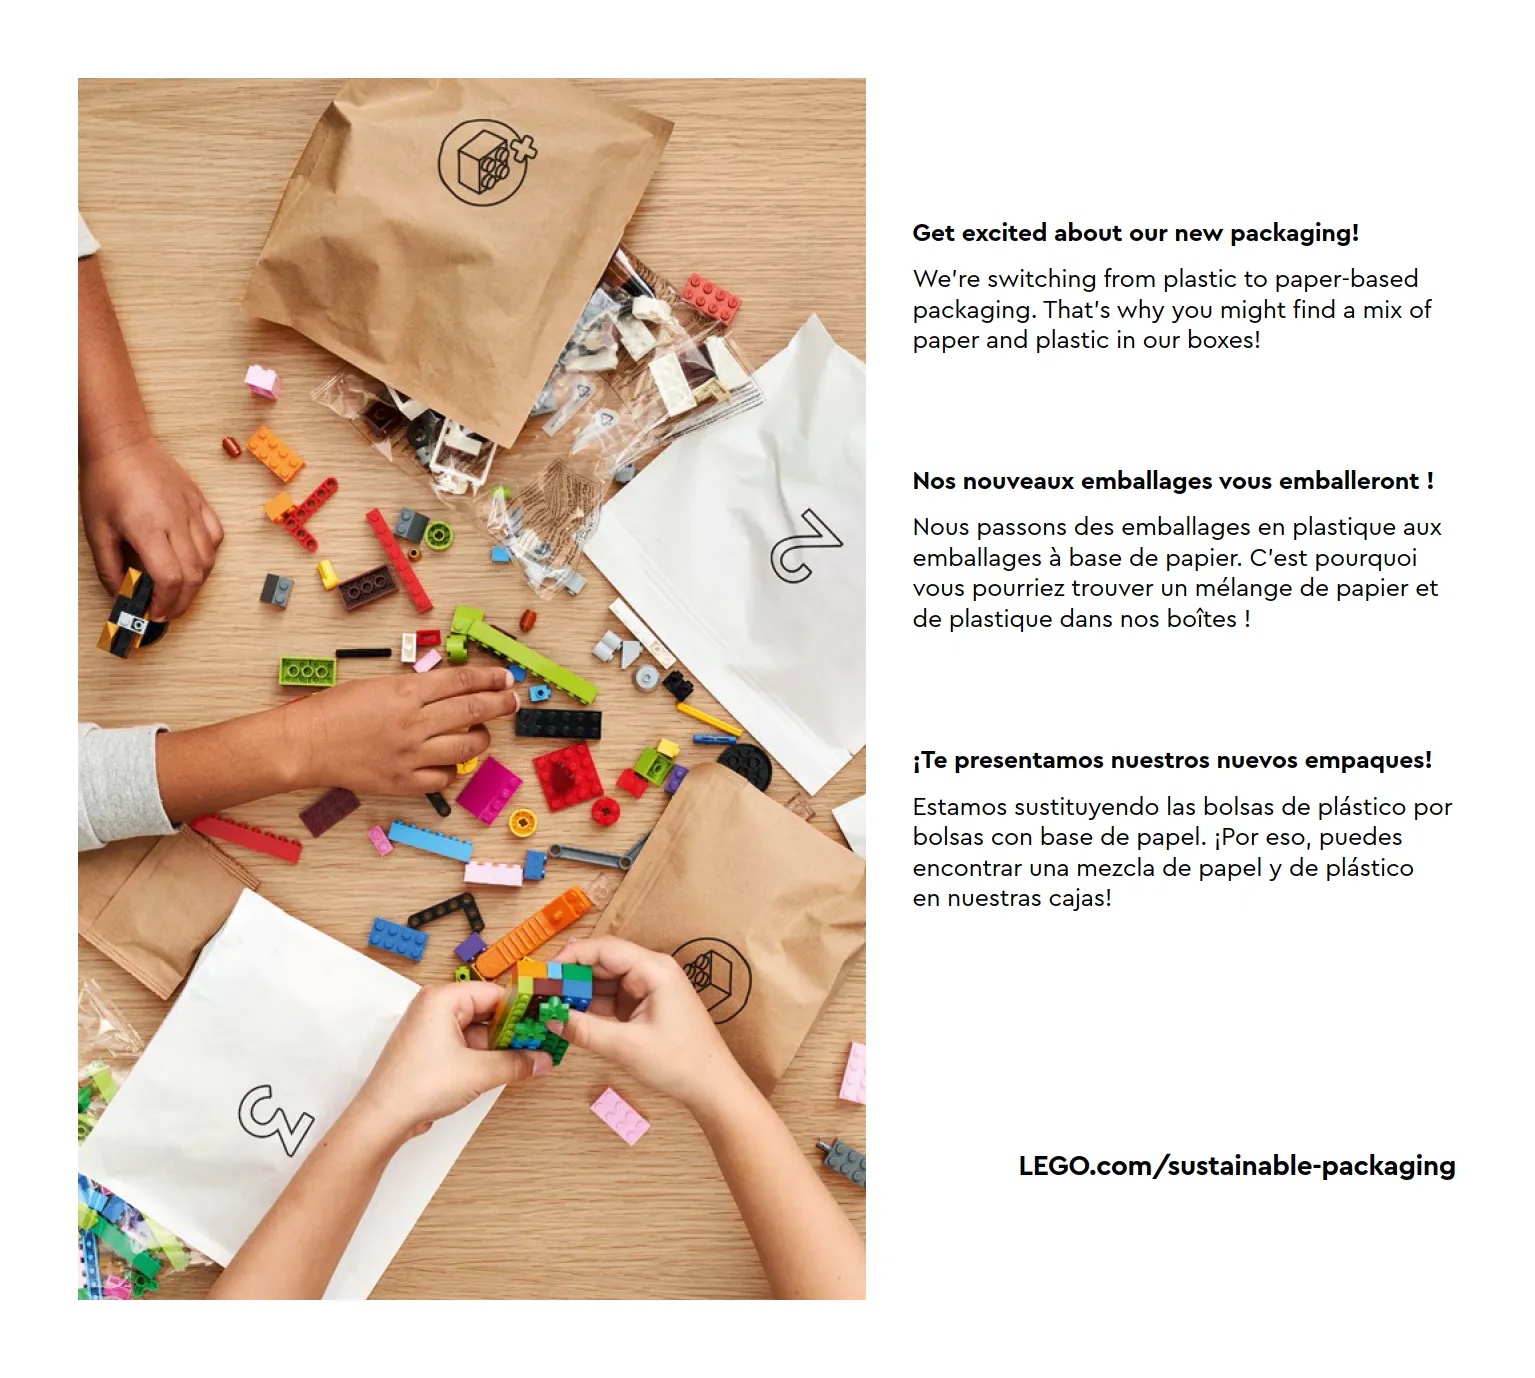 2
3
Get excited about our new packaging!
We're switching from plastic to paper-based
packaging. That's why you might find a mix of
paper and plastic in our boxes!
Nos nouveaux emballages vous emballeront !
Nous passons des emballages en plastique aux
emballages à base de papier. C'est pourquoi
vous pourriez trouver un mélange de papier et
de plastique dans nos boîtes !
¡Te presentamos nuestros nuevos empaques!
Estamos sustituyendo las bolsas de plástico por
bolsas con base de papel. ¡Por eso, puedes
encontrar una mezcla de papel y de plástico
en nuestras cajas!
LEGO.com/sustainable-packaging